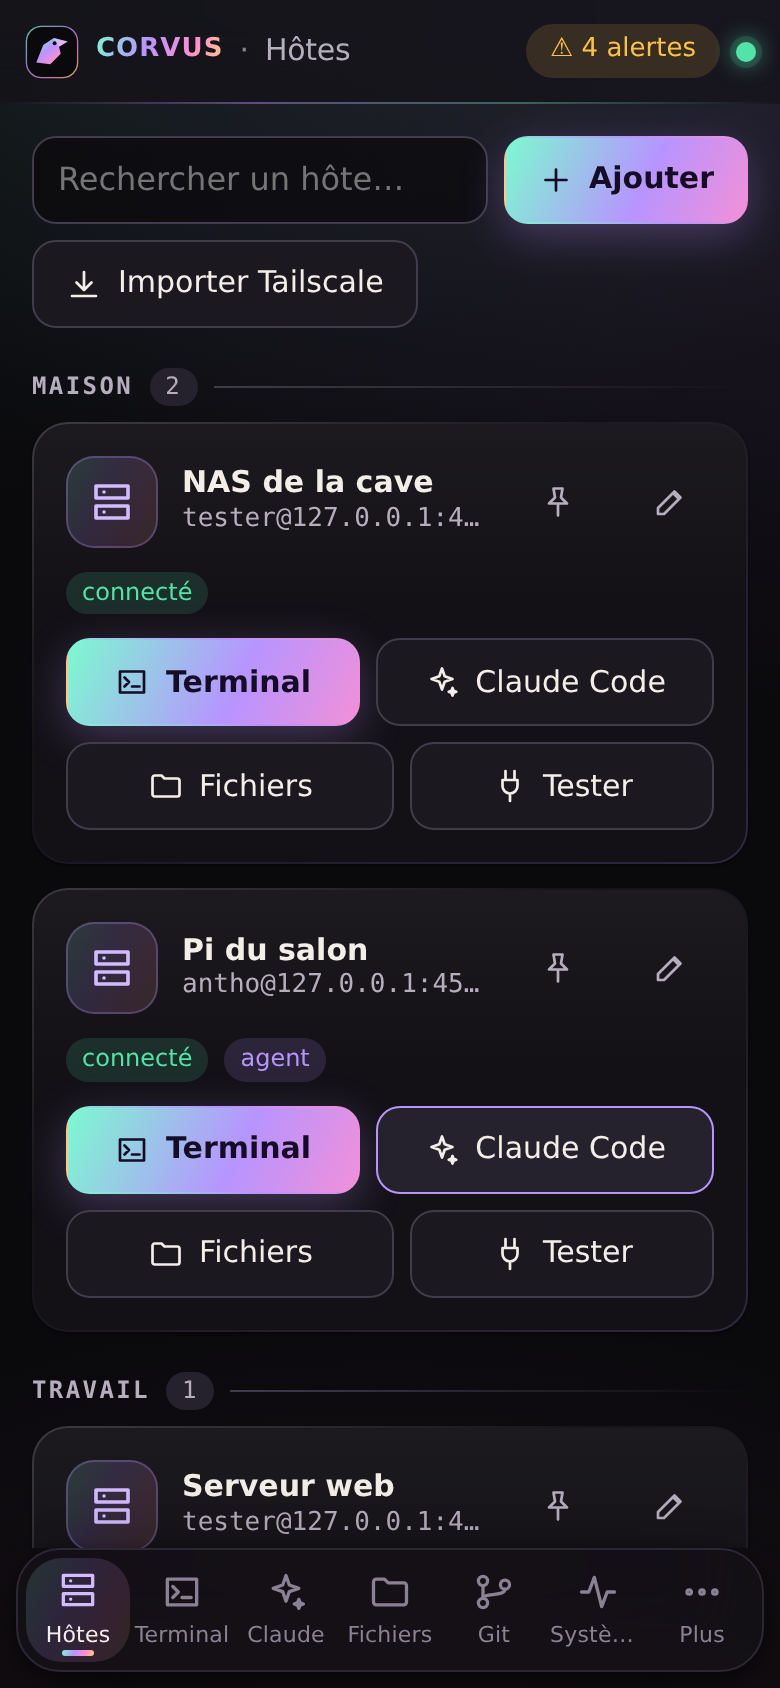 CORVUS · Hôtes
⚠ 4 alertes
Rechercher un hôte…
Ajouter
Importer Tailscale
MAISON 2
NAS de la cave
tester@127.0.0.1:4…
connecté
Terminal
Claude Code
Fichiers
Tester
Pi du salon
antho@127.0.0.1:45…
connecté agent
Terminal
Claude Code
Fichiers
Tester
TRAVAIL 1
Serveur web
tester@127.0.0.1:4…
Hôtes Terminal Claude Fichiers Git Systè… Plus